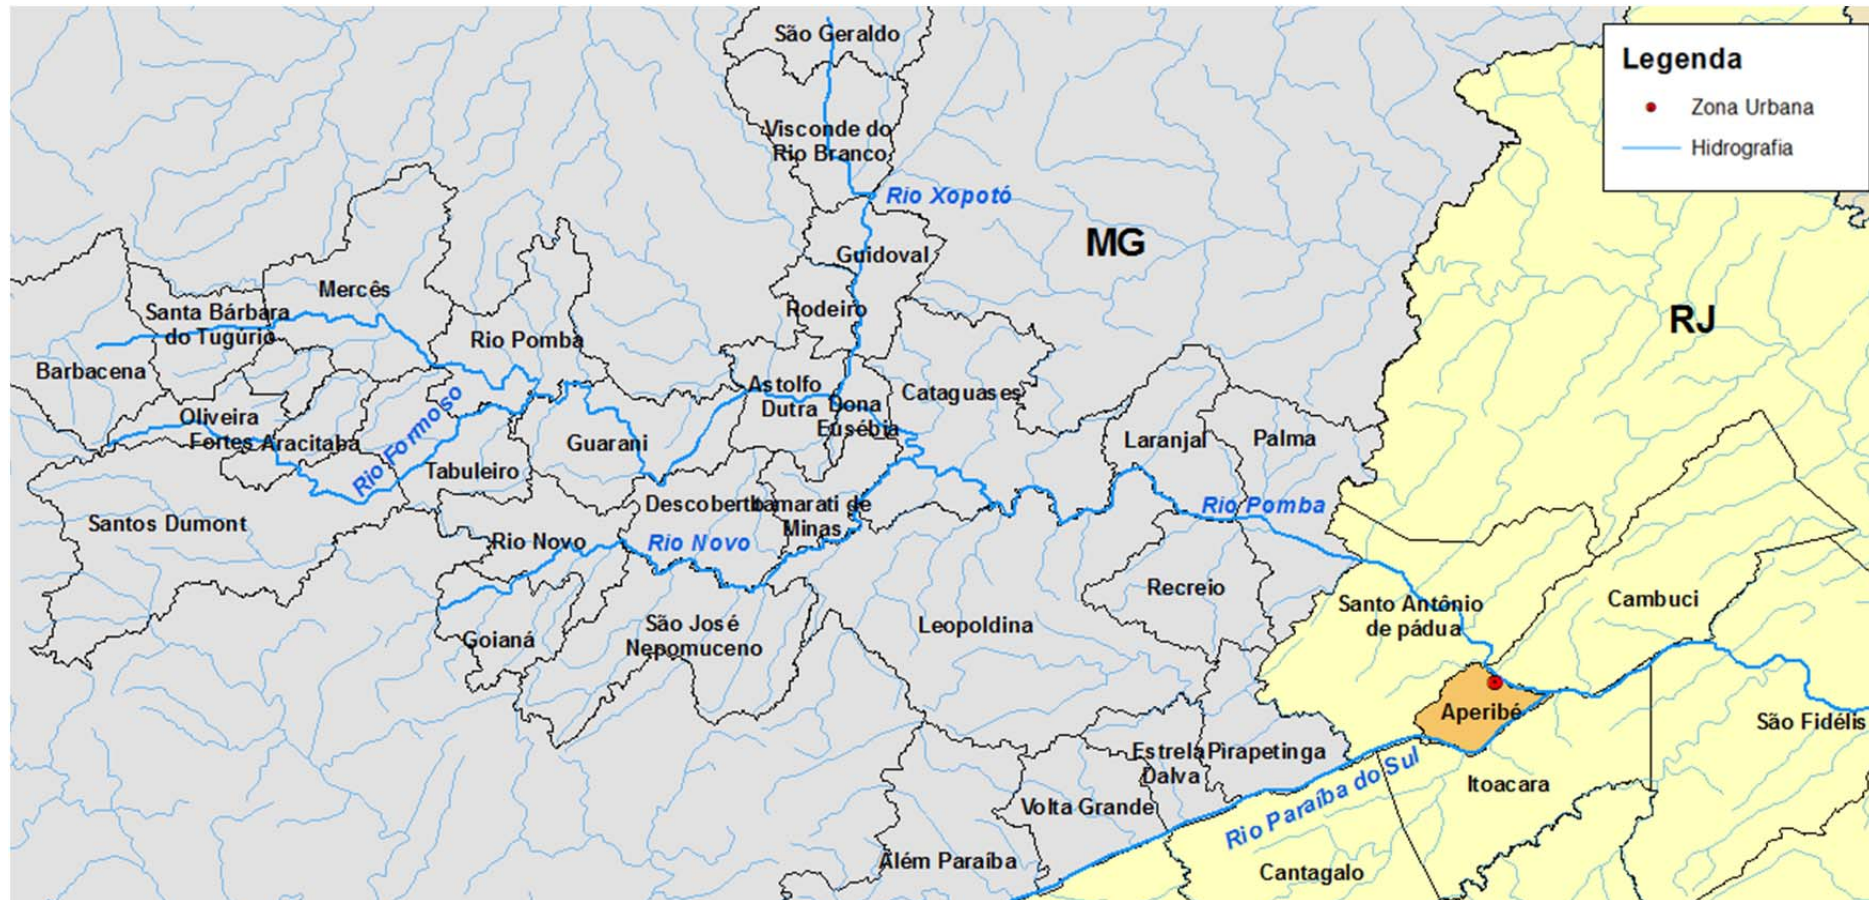 São Geraldo
Legenda
Zona Urbana
Hidrografia
Visconde do
Rio Branco
Rio Xopotó
MG
Guidoval
Mercês
Santa Bárbara
do Tugúrio
Rodeiro
RJ
Rio Pomba
Barbacena
Astolfo
Dutra
Dona
Eusébia
Cataguases
Oliveira
Fortes
Aracitaba
Rio Formoso
Guarani
Laranjal
Palma
Tabuleiro
Santos Dumont
Descoberto
Itamarati de
Minas
Rio Pomba
Rio Novo
Rio Novo
Recreio
Santo Antônio
de pádua
Cambuci
Goianá
São José
Nepomuceno
Leopoldina
Aperibé
São Fidélis
Estrela
Dalva
Pirapetinga
Rio Paraíba do Sul
Itoacara
Volta Grande
Além Paraíba
Cantagalo